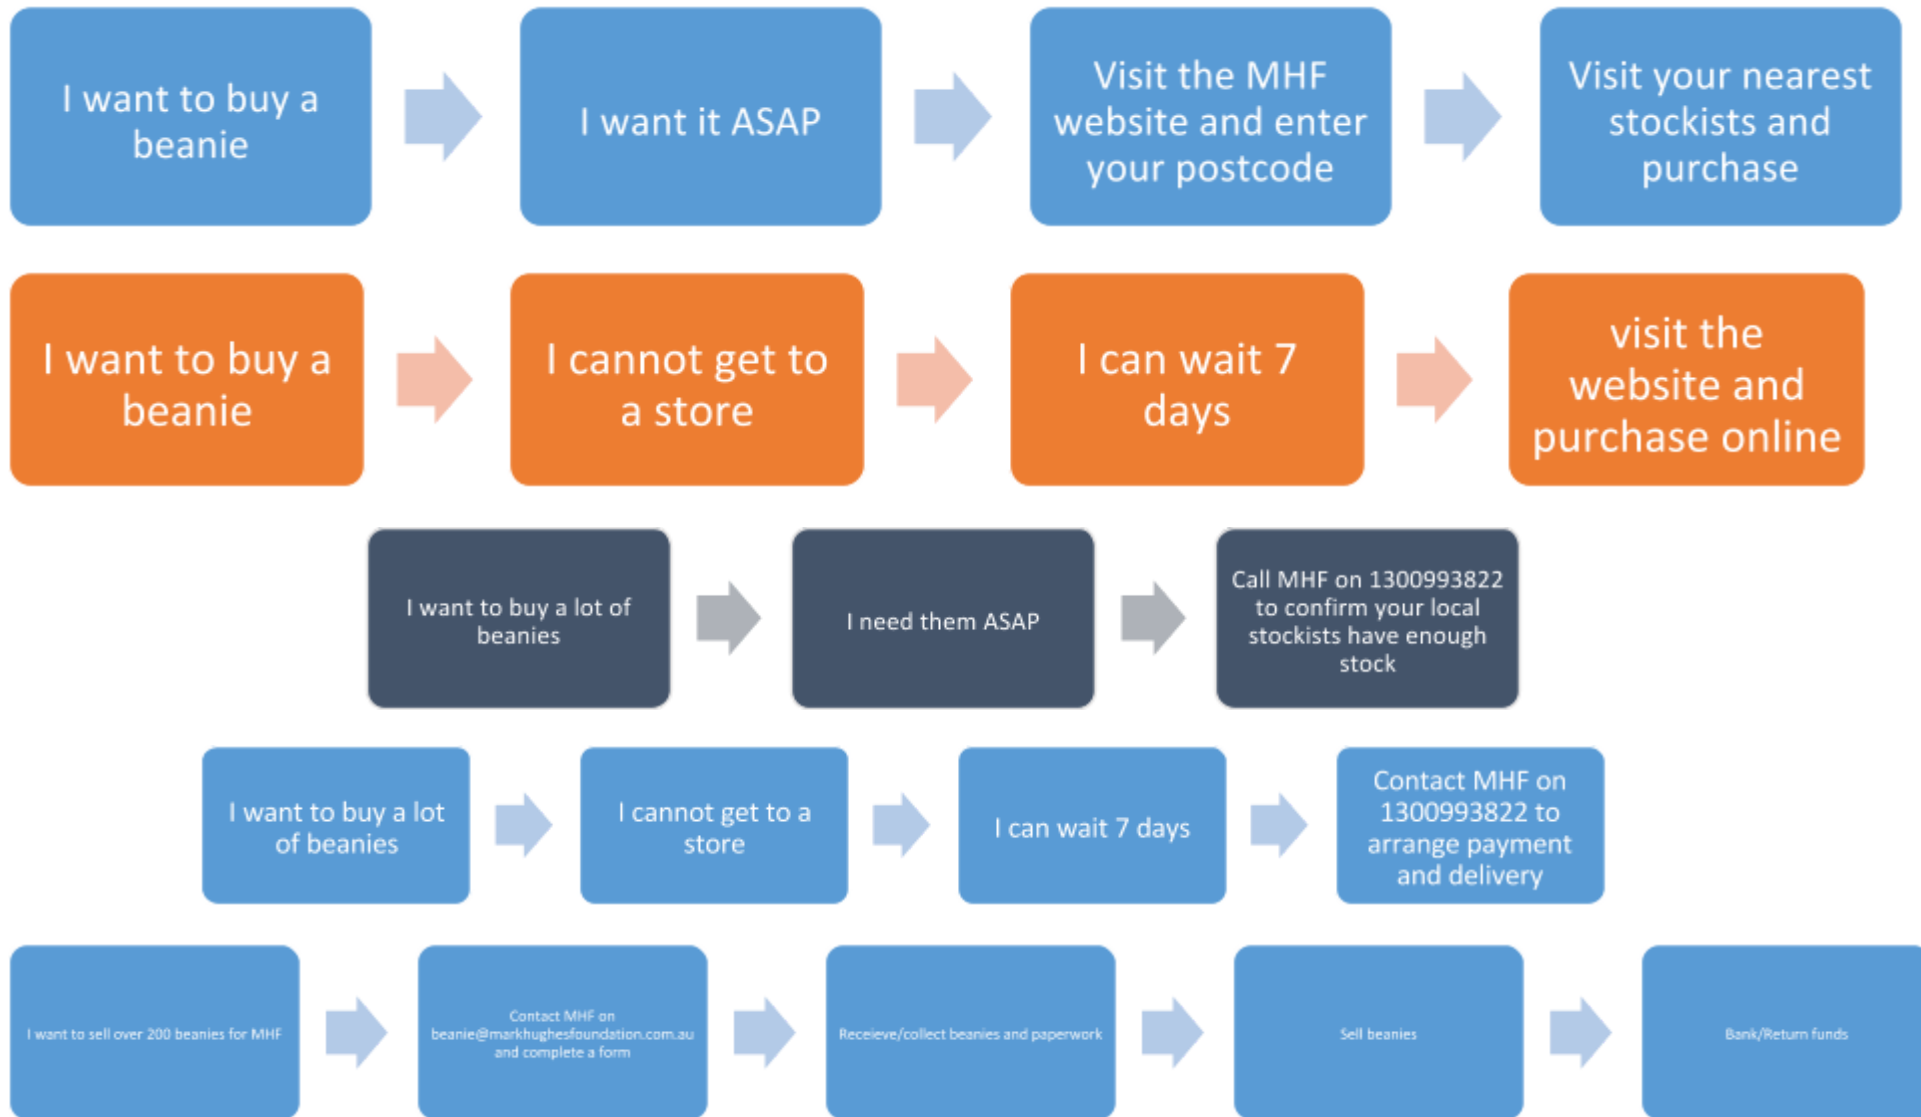 I want to buy a
beanie
I want it ASAP
Visit the MHF
website and enter
your postcode
Visit your nearest
stockists and
purchase
I want to buy a
beanie
I cannot get to
a store
I can wait 7
days
visit the
website and
purchase online
I want to buy a lot of
beanies
I need them ASAP
Call MHF on 1300993822
to confirm your local
stockists have enough
stock
I want to buy a lot
of beanies
I cannot get to a
store
I can wait 7 days
Contact MHF on
1300993822 to
arrange payment
and delivery
I want to sell over 200 beanies for MHF
Contact MHF on
beanie@markhughesfoundation.com.au
and complete a form
Receieve/collect beanies and paperwork
Sell beanies
Bank/Return funds